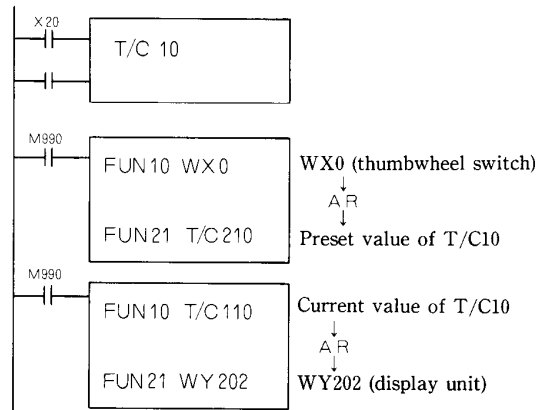 X20
T/C 10
M990
FUN10 WX0 WX0 (thumbwheel switch)
AR
FUN21 T/C210 Preset value of T/C10
M990
FUN10 T/C110 Current value of T/C10
AR
FUN21 WY202 WY202 (display unit)